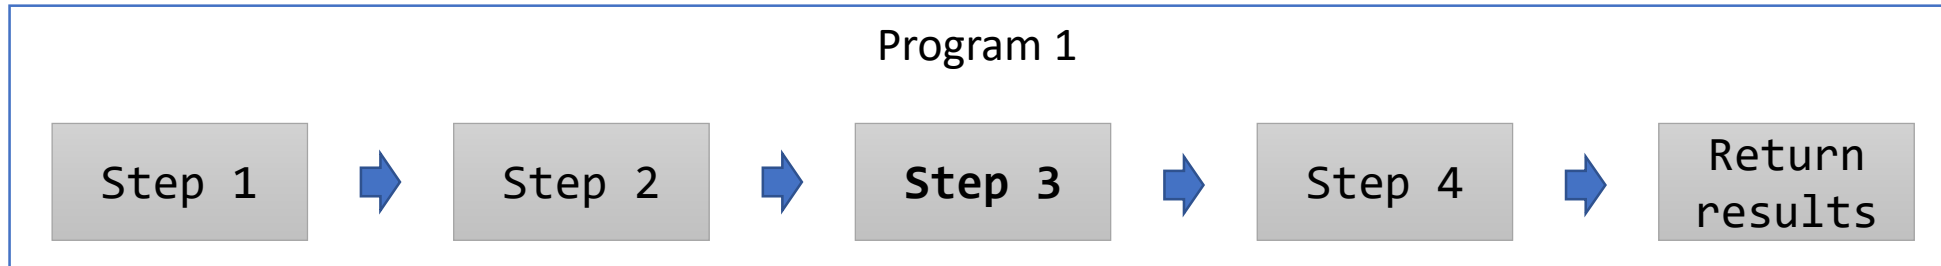 Program 1
Step 1
Step 2
Step 3
Step 4
Return
results